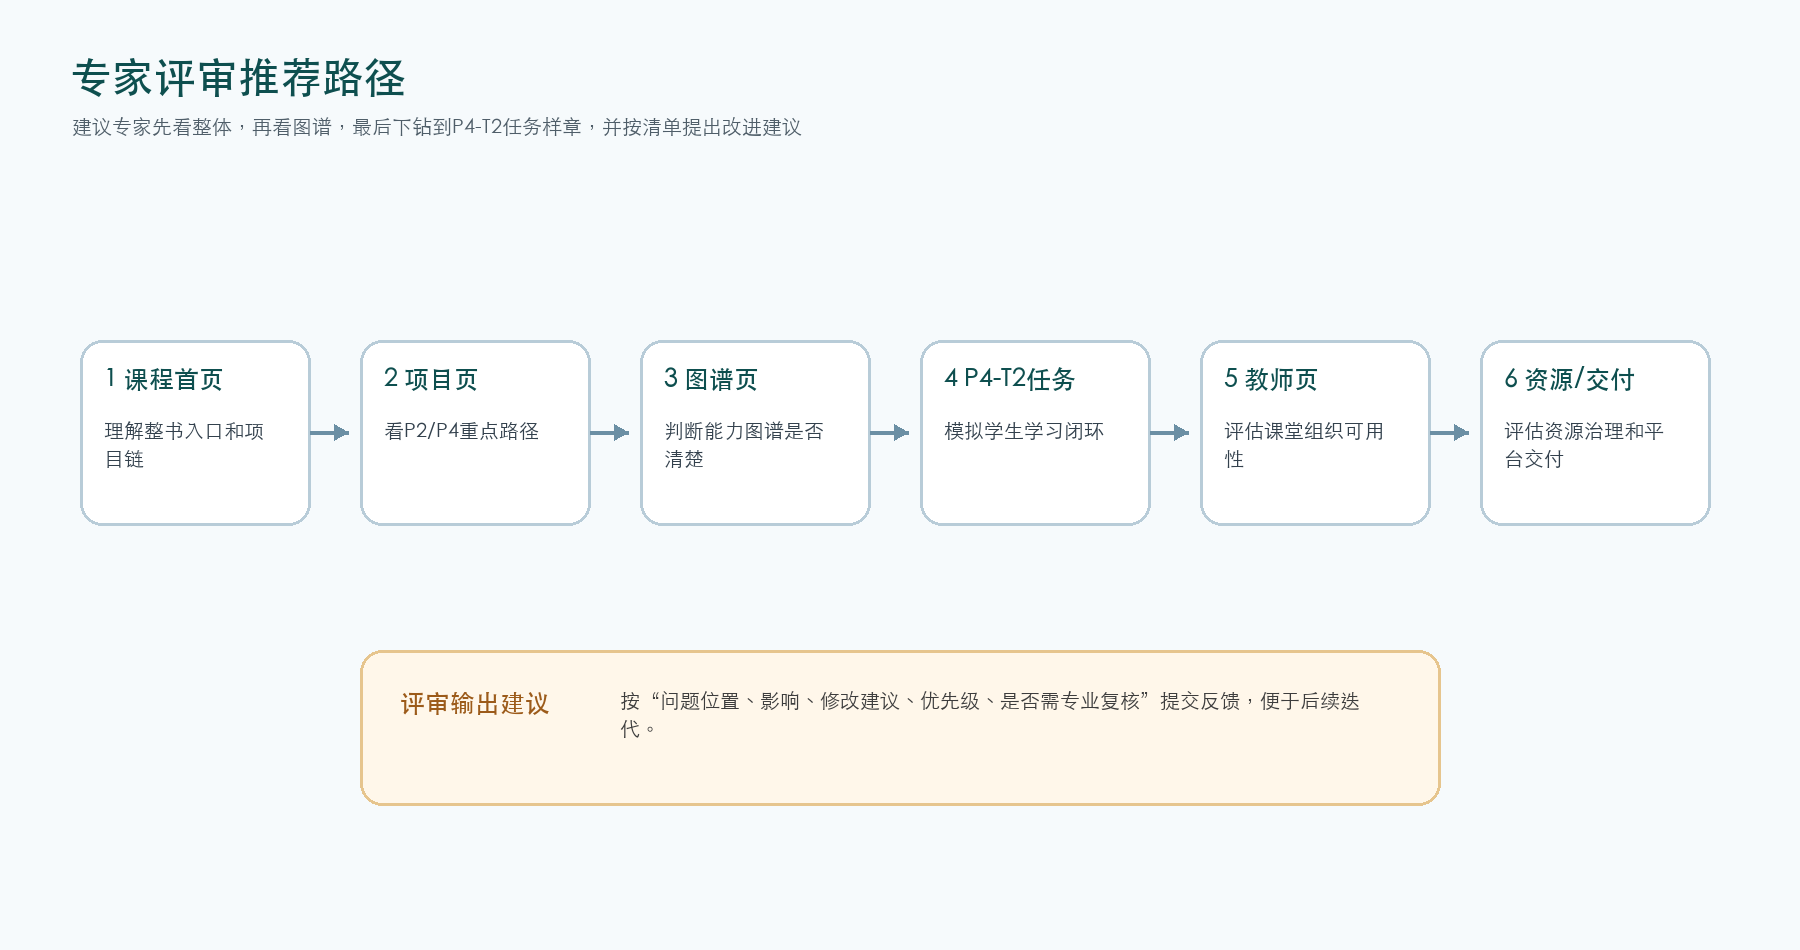 专家评审推荐路径
建议专家先看整体，再看图谱，最后下钻到P4-T2任务样章，并按清单提出改进建议
1 课程首页
理解整书入口和项
目链
2 项目页
看P2/P4重点路径
3 图谱页
判断能力图谱是否
清楚
4 P4-T2任务
模拟学生学习闭环
5 教师页
评估课堂组织可用
性
6 资源/交付
评估资源治理和平
台交付
评审输出建议
按“问题位置、影响、修改建议、优先级、是否需专业复核”提交反馈，便于后续迭
代。